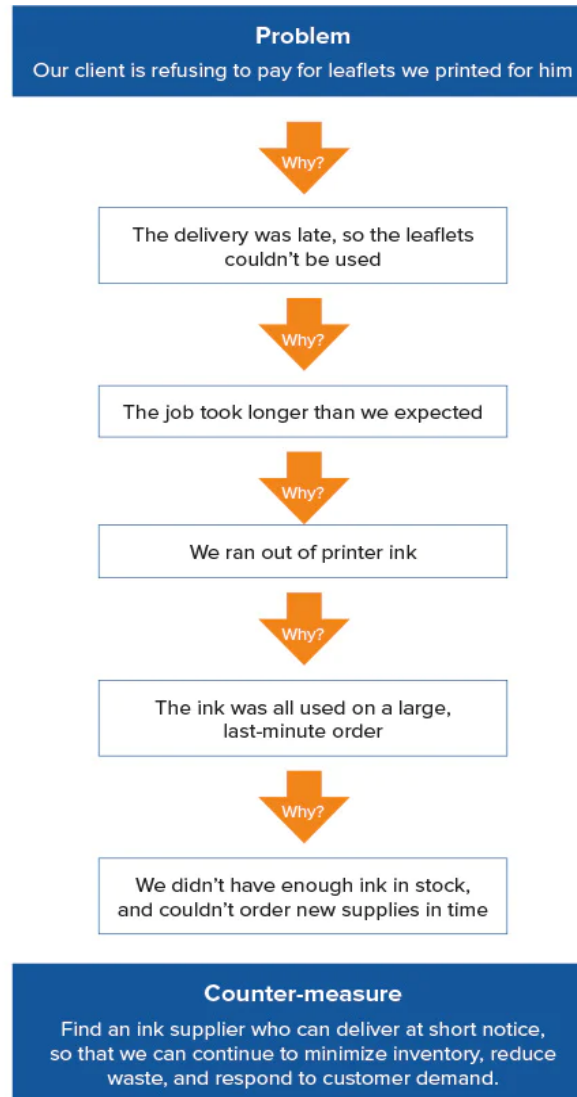 Problem
Our client is refusing to pay for leaflets we printed for him
Why?
The delivery was late, so the leaflets
couldn’t be used
Why?
The job took longer than we expected
Why?
We ran out of printer ink
Why?
The ink was all used on a large,
last-minute order
Why?
We didn’t have enough ink in stock,
and couldn’t order new supplies in time
Counter-measure
Find an ink supplier who can deliver at short notice,
so that we can continue to minimize inventory, reduce
waste, and respond to customer demand.